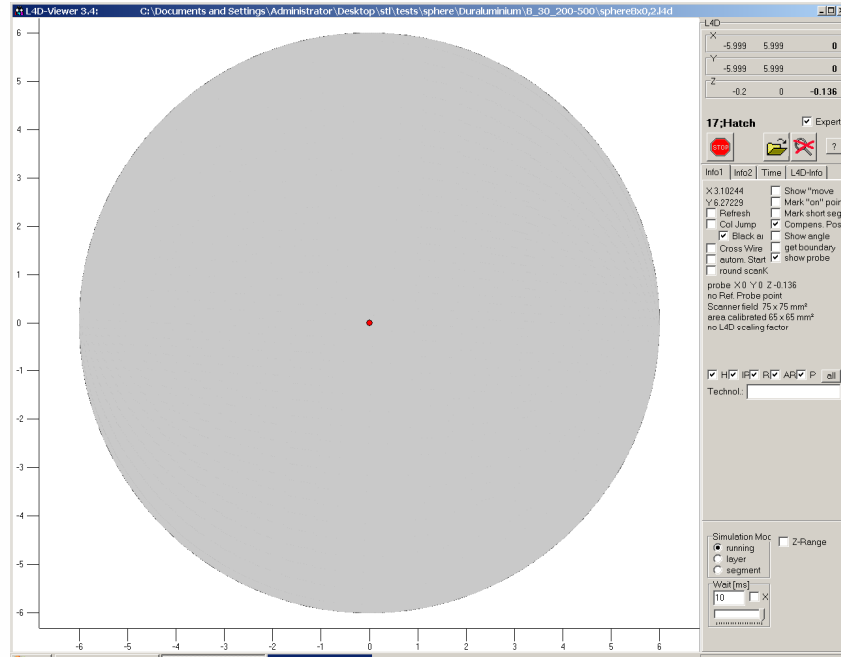 L4D-Viewer 3.4: C:\Documents and Settings\Administrator\Desktop\stl\tests\sphere\Duraluminium\8_30_200-500\sphere8x0,2.l4d
L4D
X
-5.999 5.999 0
Y
-5.999 5.999 0
Z
-0.2 0 -0.136
17;Hatch Expert
STOP ?
Info1 Info2 Time L4D-Info
X 3.10244 Show "move
Y 6.27229 Mark "on" poin
Refresh Mark short seg
Col Jump Compens. Pos
Black ar Show angle
Cross Wire get boundary
autom. Start show probe
round scanK
probe X 0 Y 0 Z -0.136
no Ref. Probe point
Scanner field 75 x 75 mm²
area calibrated 65 x 65 mm²
no L4D scaling factor
H IP R AR P all
Technol.:
Simulation Moc Z-Range
running
layer
segment
Wait [ms]
10 X
6
5
4
3
2
1
0
-1
-2
-3
-4
-5
-6
-6 -5 -4 -3 -2 -1 0 1 2 3 4 5 6